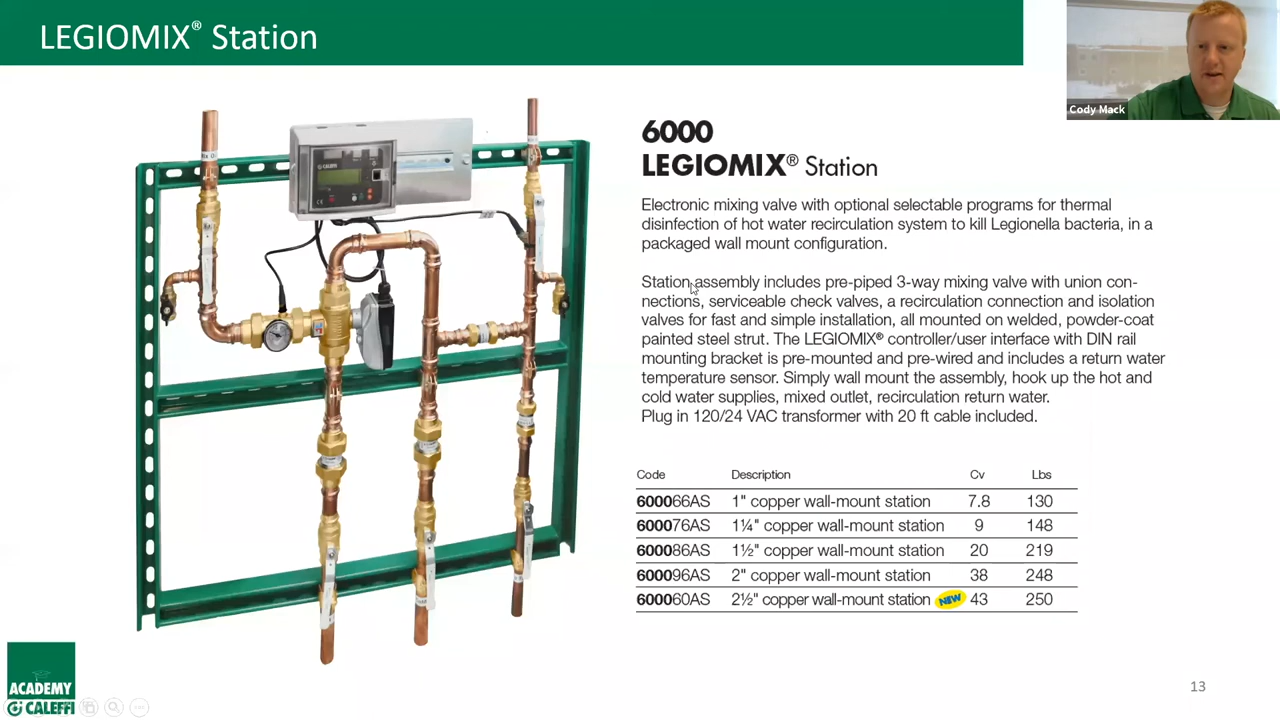 LEGIOMIX® Station
Cody Mack
6000
LEGIOMIX® Station
Electronic mixing valve with optional selectable programs for thermal
disinfection of hot water recirculation system to kill Legionella bacteria, in a
packaged wall mount configuration.
Station assembly includes pre-piped 3-way mixing valve with union con-
nections, serviceable check valves, a recirculation connection and isolation
valves for fast and simple installation, all mounted on welded, powder-coat
painted steel strut. The LEGIOMIX® controller/user interface with DIN rail
mounting bracket is pre-mounted and pre-wired and includes a return water
temperature sensor. Simply wall mount the assembly, hook up the hot and
cold water supplies, mixed outlet, recirculation return water.
Plug in 120/24 VAC transformer with 20 ft cable included.
Code Description Cv Lbs
600066AS 1" copper wall-mount station 7.8 130
600076AS 1¼" copper wall-mount station 9 148
600086AS 1½" copper wall-mount station 20 219
600096AS 2" copper wall-mount station 38 248
600060AS 2½" copper wall-mount station NEW 43 250
ACADEMY
CALEFFI
13